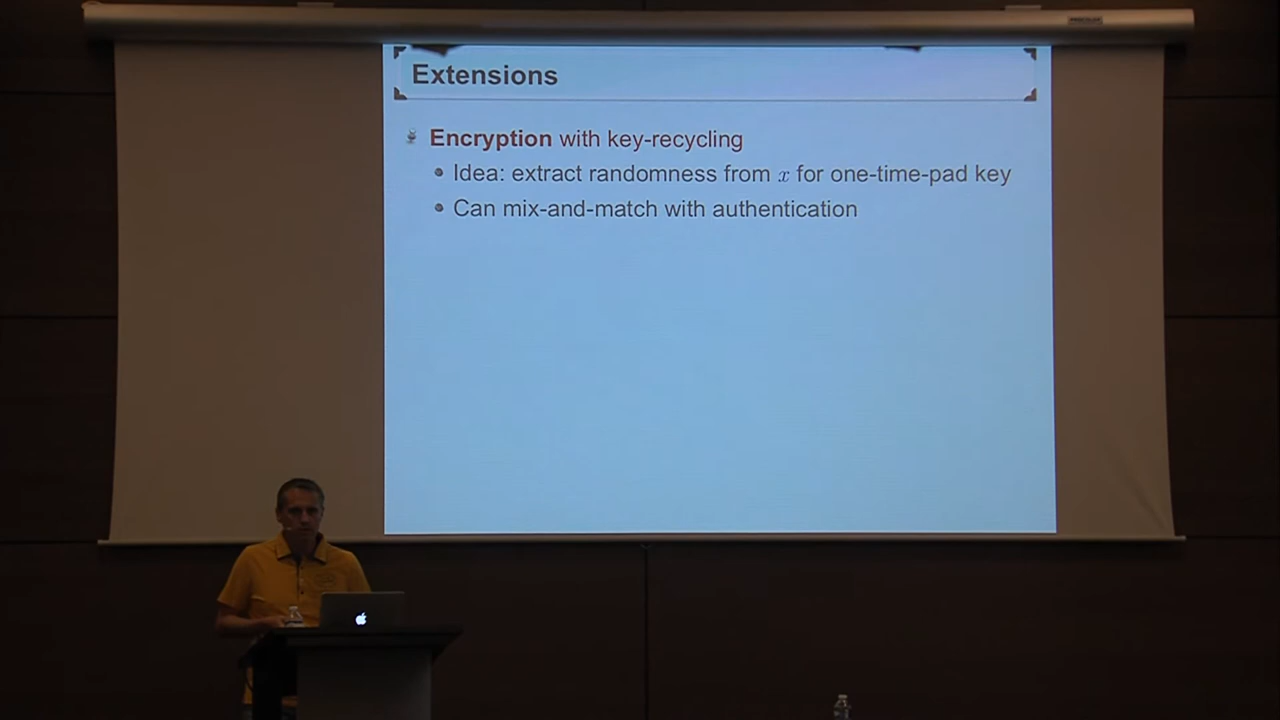 Extensions
Encryption with key-recycling
Idea: extract randomness from x for one-time-pad key
Can mix-and-match with authentication